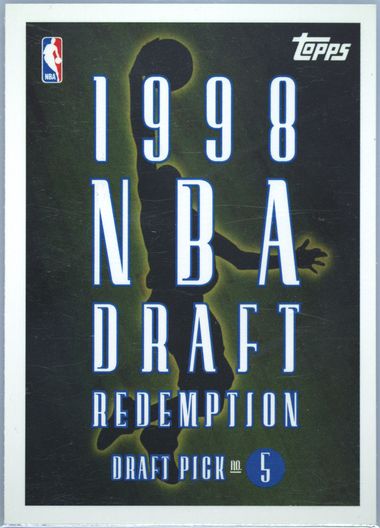 NBA
Topps
1998
NBA
DRAFT
REDEMPTION
DRAFT PICK NO. 5